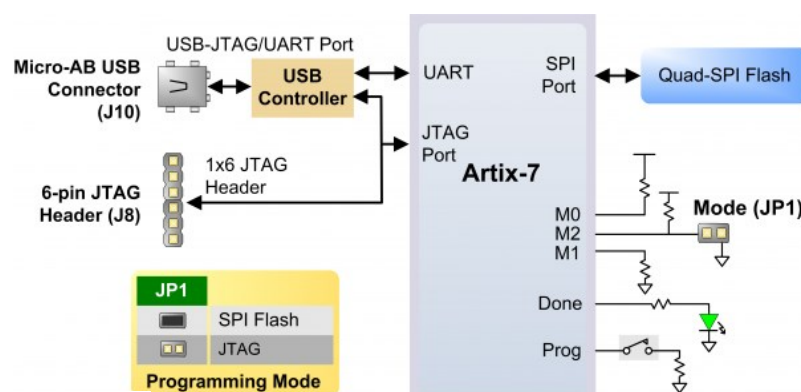 USB-JTAG/UART Port
Micro-AB USB
Connector
(J10)
USB
Controller
UART
SPI
Port
Quad-SPI Flash
JTAG
Port
1x6 JTAG
Header
6-pin JTAG
Header (J8)
Artix-7
M0
M2
M1
Mode (JP1)
Done
Prog
JP1
SPI Flash
JTAG
Programming Mode